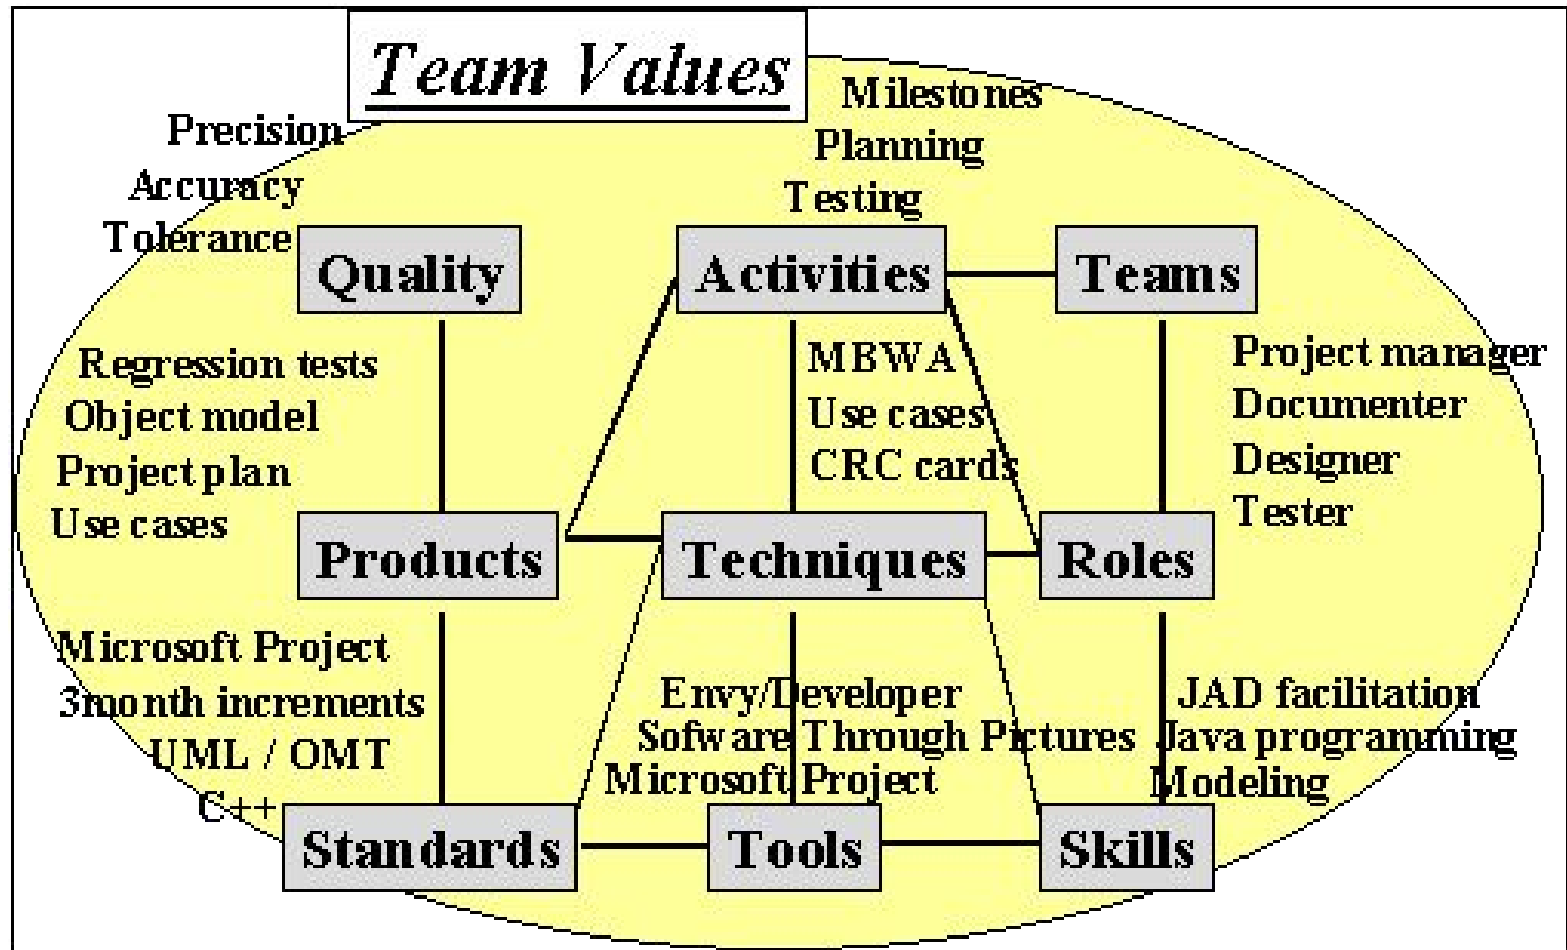 Team Values
Precision
Accuracy
Tolerance
Milestones
Planning
Testing
Quality
Activities
Teams
Regression tests
Object model
Project plan
Use cases
MBWA
Use cases
CRC cards
Project manager
Documenter
Designer
Tester
Products
Techniques
Roles
Microsoft Project
3month increments
UML / OMT
C++
Envy/Developer
Sofware Through Pictures
Microsoft Project
JAD facilitation
Java programming
Modeling
Standards
Tools
Skills